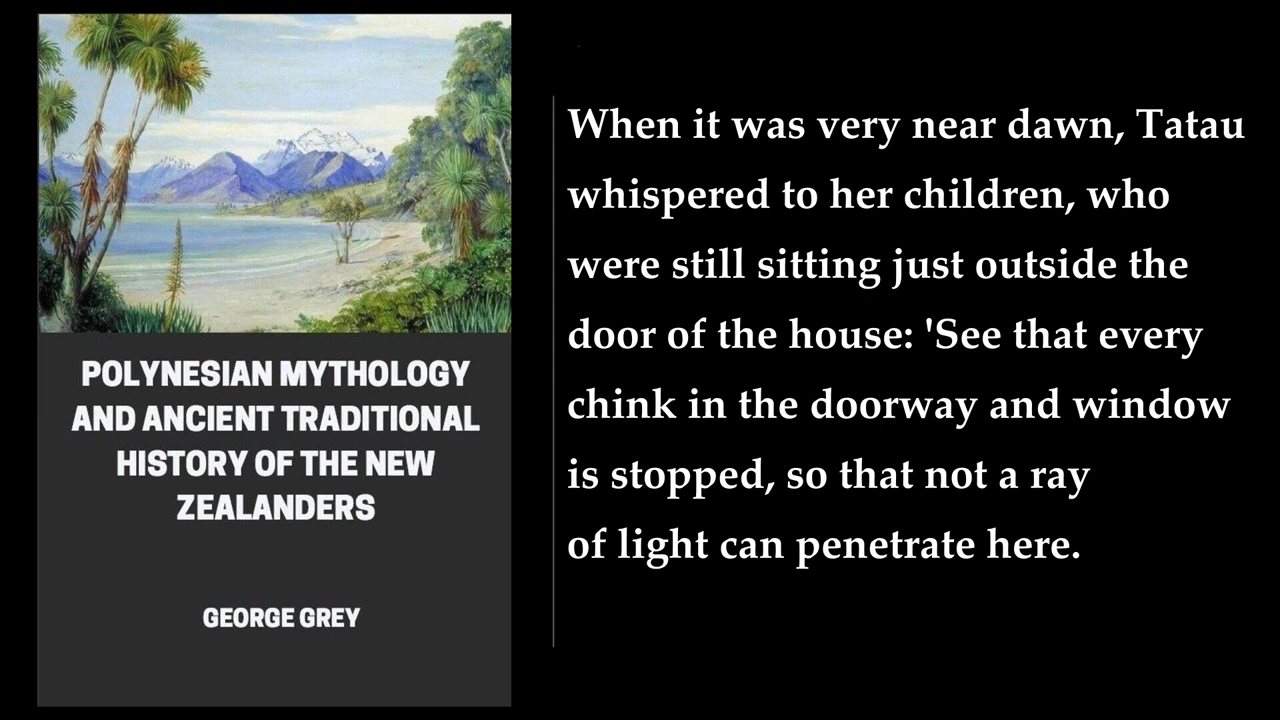 POLYNESIAN MYTHOLOGY
AND ANCIENT TRADITIONAL
HISTORY OF THE NEW
ZEALANDERS
GEORGE GREY
When it was very near dawn, Tatau
whispered to her children, who
were still sitting just outside the
door of the house: 'See that every
chink in the doorway and window
is stopped, so that not a ray
of light can penetrate here.